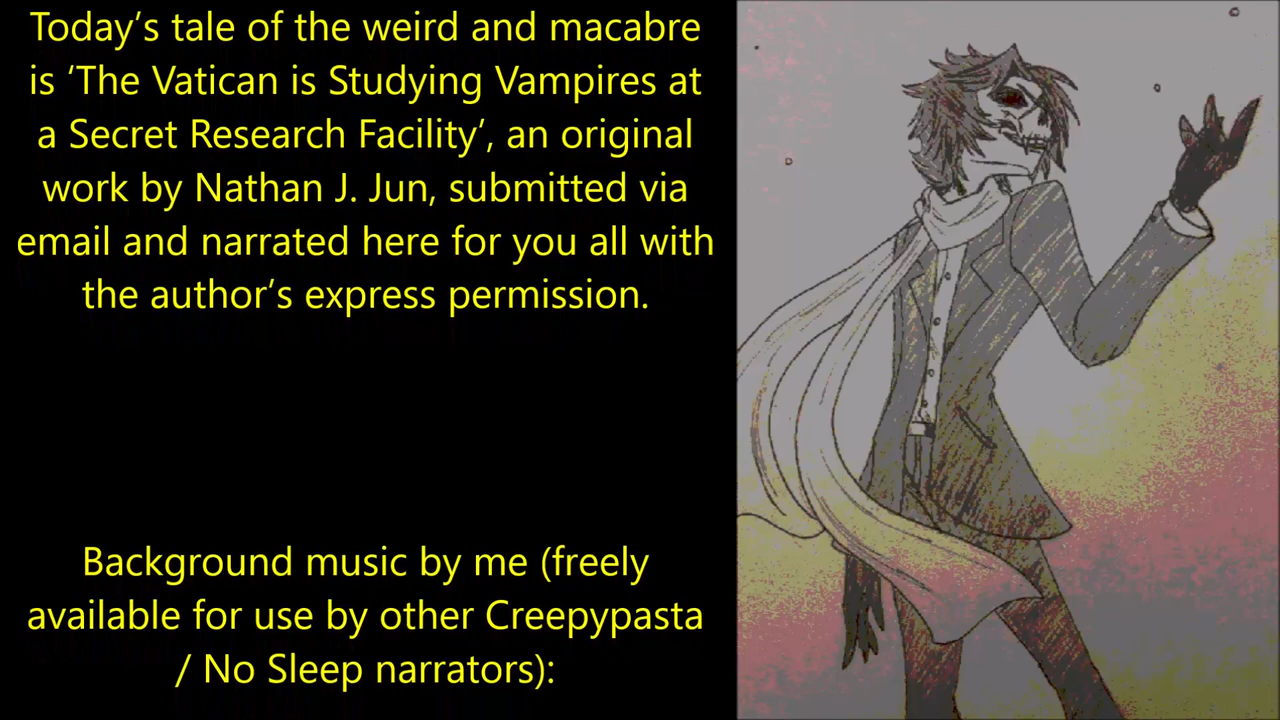 Today’s tale of the weird and macabre
is ‘The Vatican is Studying Vampires at
a Secret Research Facility’, an original
work by Nathan J. Jun, submitted via
email and narrated here for you all with
the author’s express permission.
Background music by me (freely
available for use by other Creepypasta
/ No Sleep narrators):